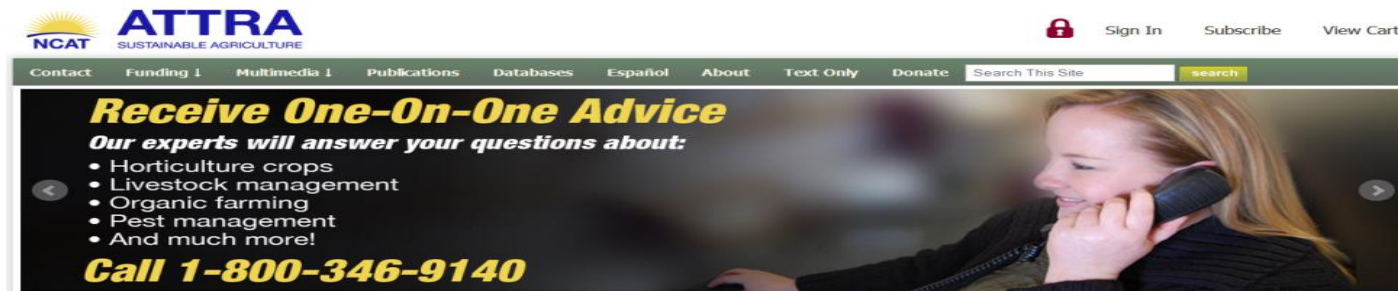 NCAT
ATTRA
SUSTAINABLE AGRICULTURE
Sign In Subscribe View Cart
Contact Funding ↓ Multimedia ↓ Publications Databases Español About Text Only Donate Search This Site search
Receive One-On-One Advice
Our experts will answer your questions about:
• Horticulture crops
• Livestock management
• Organic farming
• Pest management
• And much more!
Call 1-800-346-9140